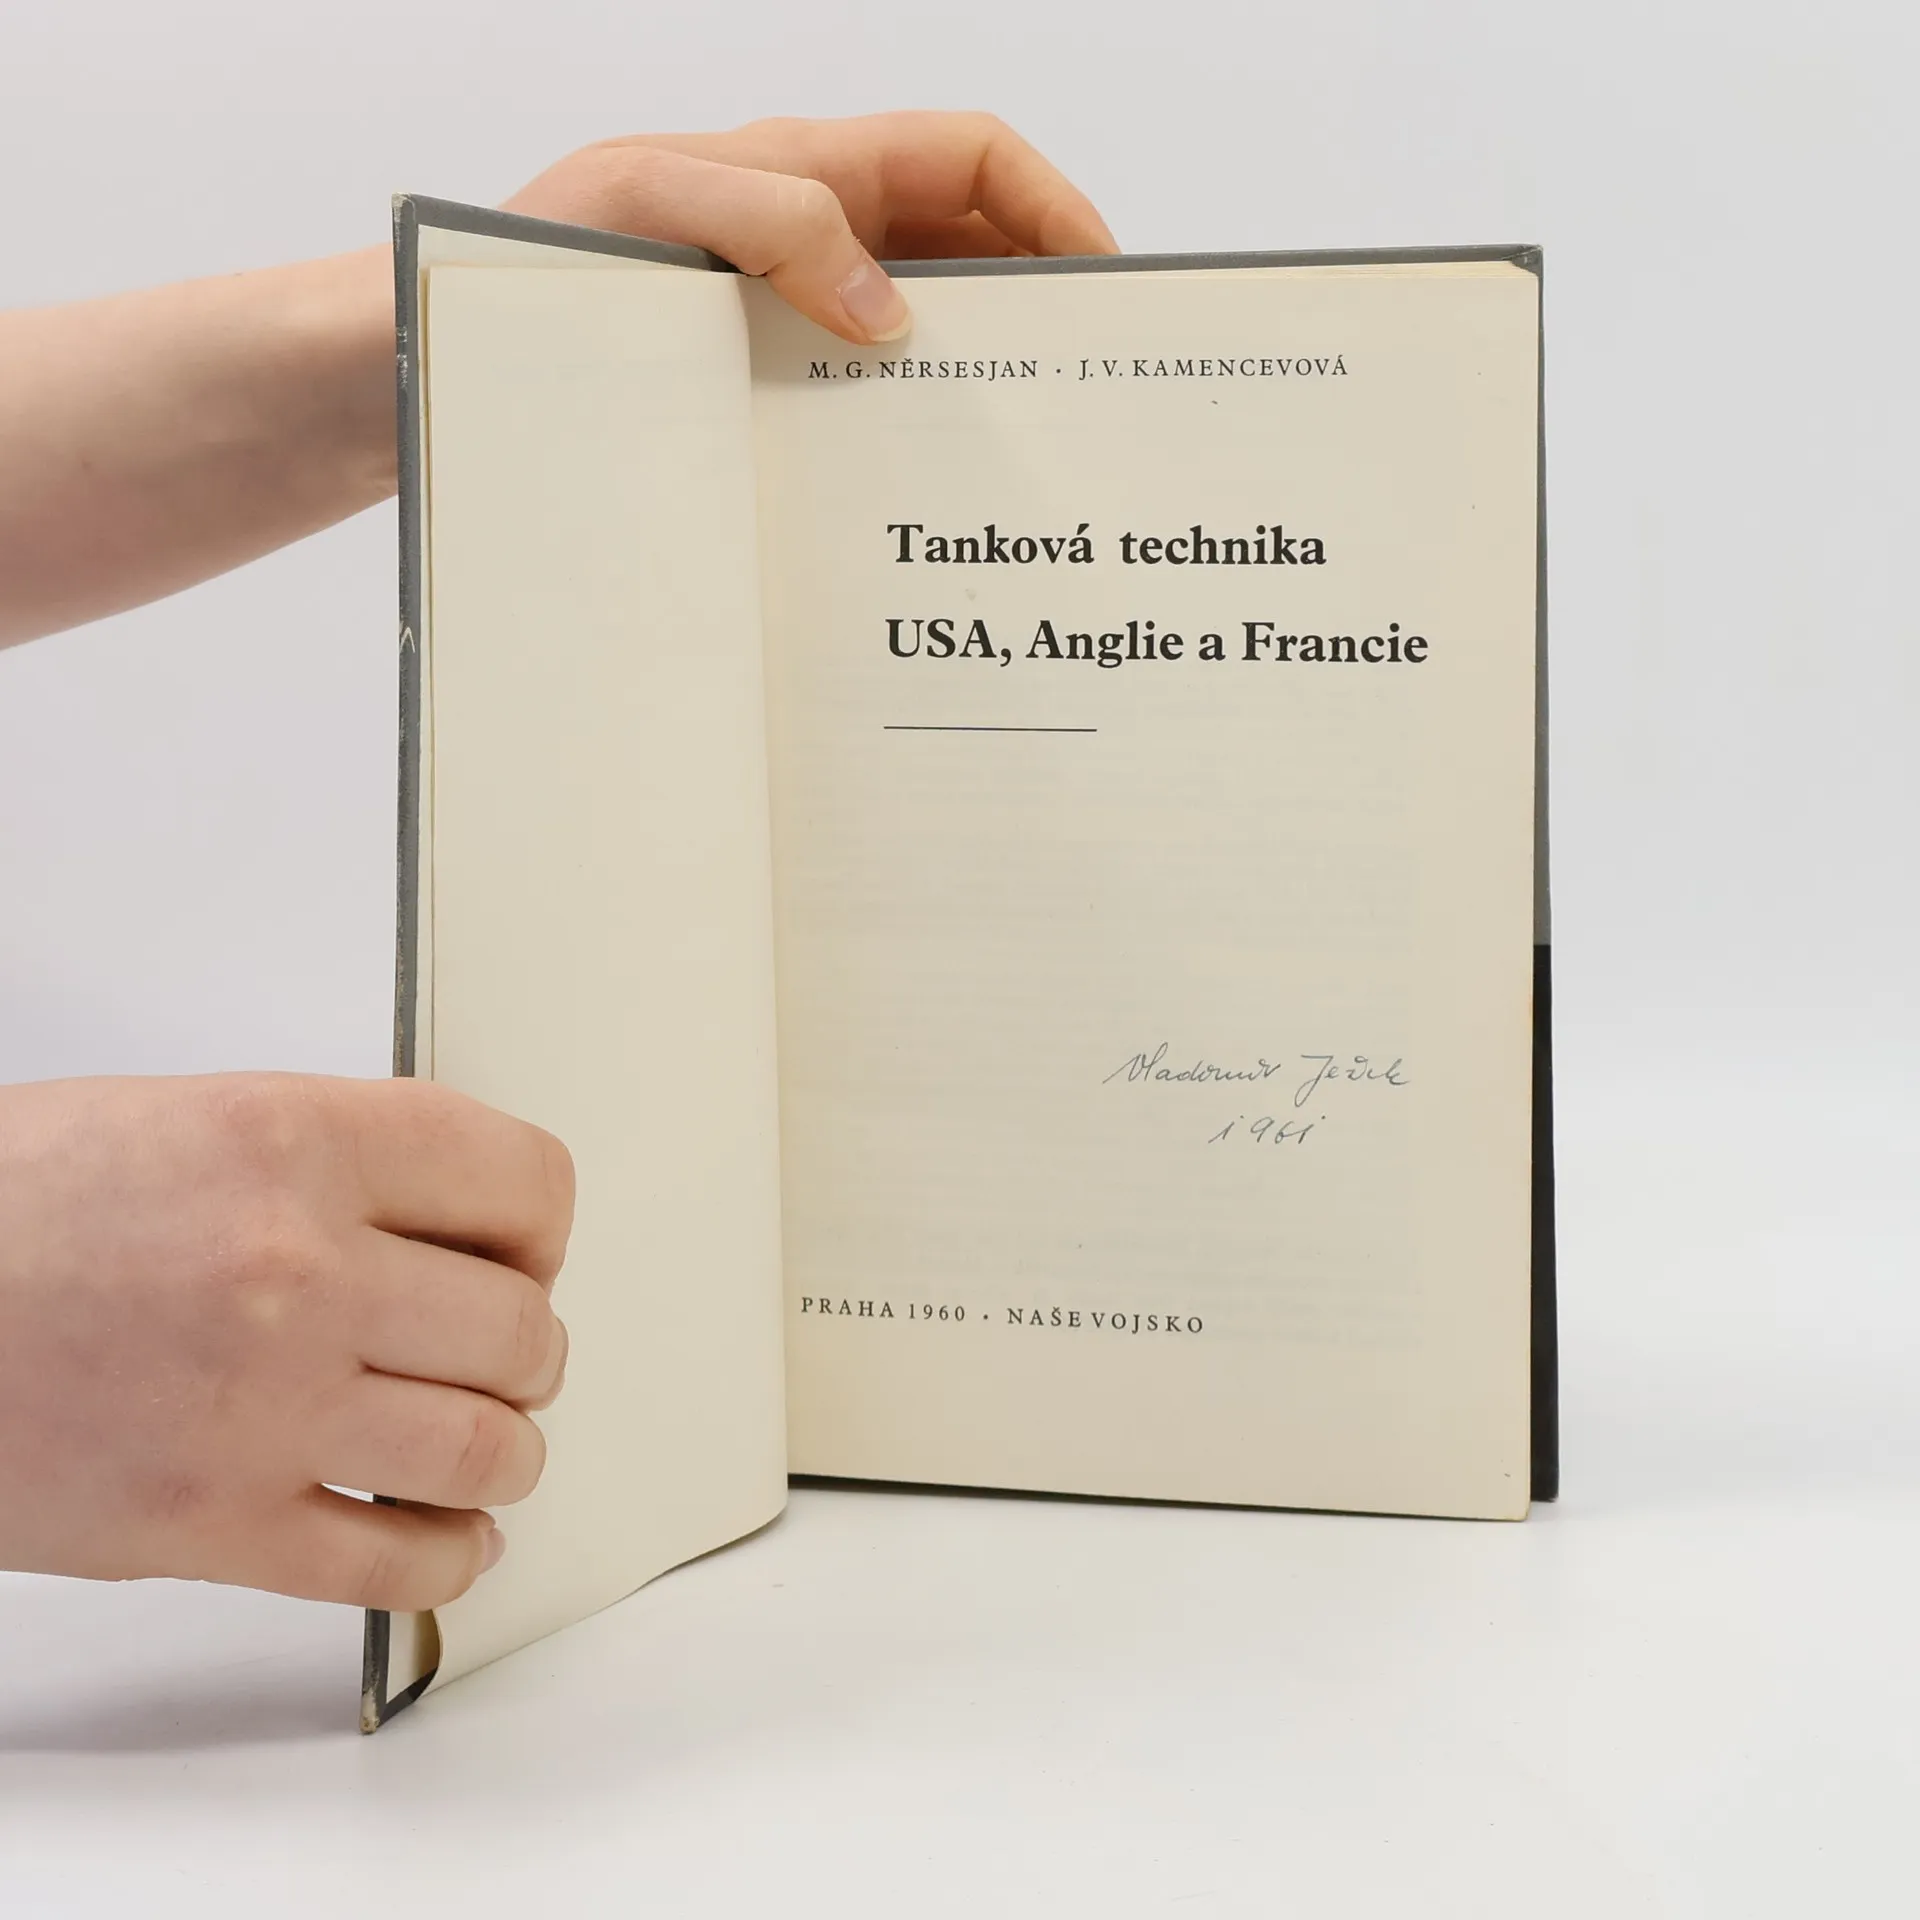 M. G. NĚRSESJAN · J. V. KAMENCEVOVÁ
Tanková technika
USA, Anglie a Francie
Vladimír Ježek
1961
PRAHA 1960 · NAŠE VOJSKO